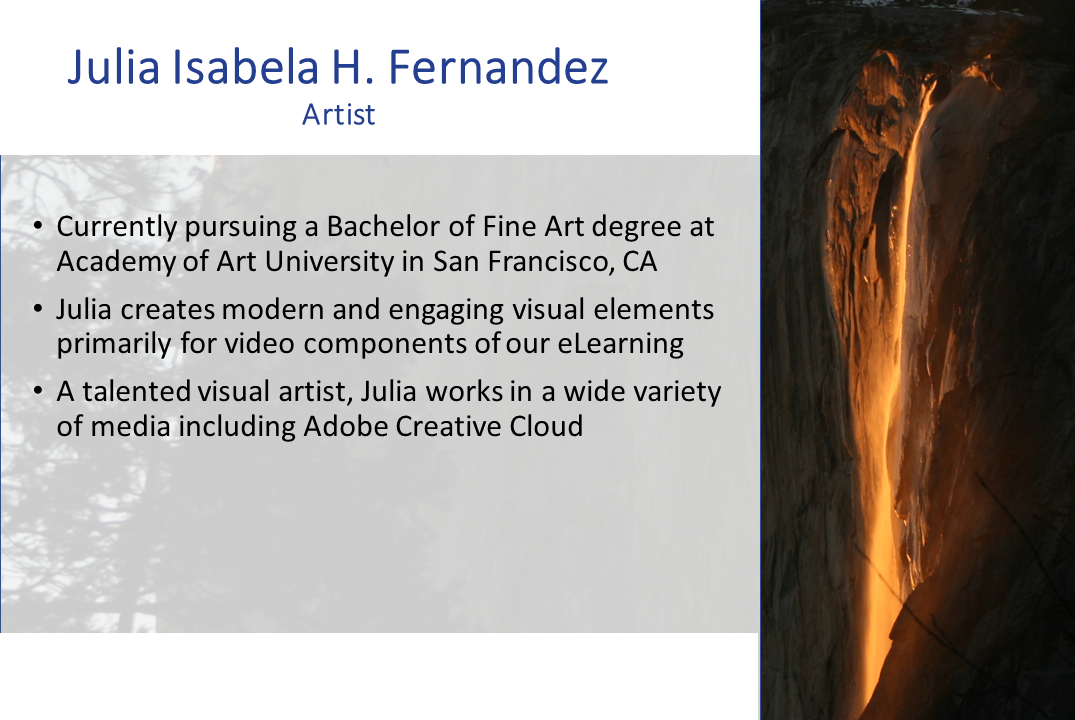 Julia Isabela H. Fernandez
Artist
• Currently pursuing a Bachelor of Fine Art degree at
Academy of Art University in San Francisco, CA
• Julia creates modern and engaging visual elements
primarily for video components of our eLearning
• A talented visual artist, Julia works in a wide variety
of media including Adobe Creative Cloud